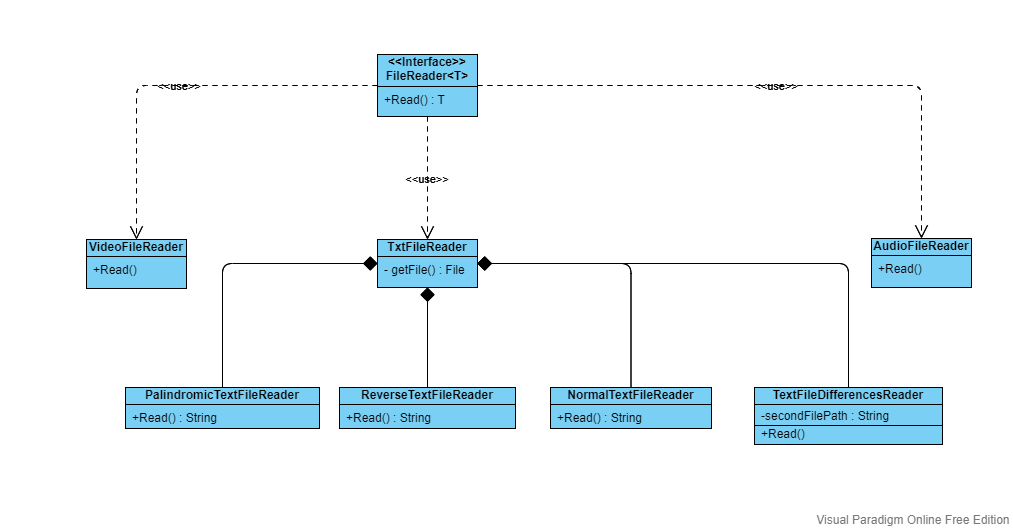 <<Interface>>
FileReader<T>
+Read() : T
<<use>>
<<use>>
<<use>>
VideoFileReader
+Read()
TxtFileReader
- getFile() : File
AudioFileReader
+Read()
PalindromicTextFileReader
+Read() : String
ReverseTextFileReader
+Read() : String
NormalTextFileReader
+Read() : String
TextFileDifferencesReader
-secondFilePath : String
+Read()
Visual Paradigm Online Free Edition